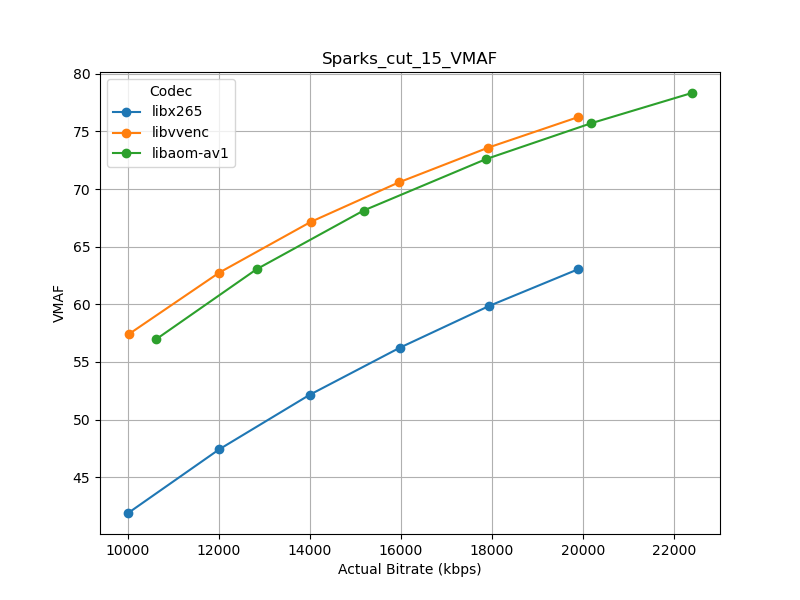 Sparks_cut_15_VMAF
Codec
libx265
libvvenc
libaom-av1
VMAF
80
75
70
65
60
55
50
45
10000 12000 14000 16000 18000 20000 22000
Actual Bitrate (kbps)